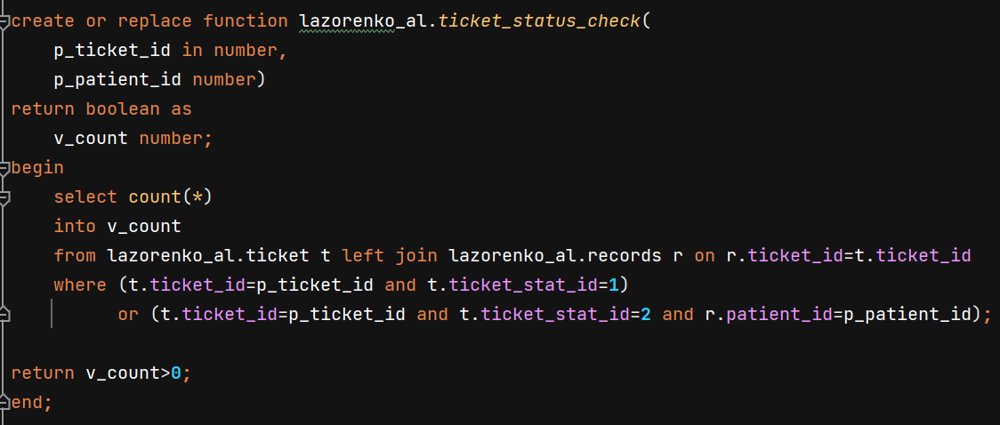 create or replace function lazorenko_al.ticket_status_check(
    p_ticket_id in number,
    p_patient_id number)
return boolean as
    v_count number;
begin
    select count(*)
    into v_count
    from lazorenko_al.ticket t left join lazorenko_al.records r on r.ticket_id=t.ticket_id
    where (t.ticket_id=p_ticket_id and t.ticket_stat_id=1)
          or (t.ticket_id=p_ticket_id and t.ticket_stat_id=2 and r.patient_id=p_patient_id);
return v_count>0;
end;